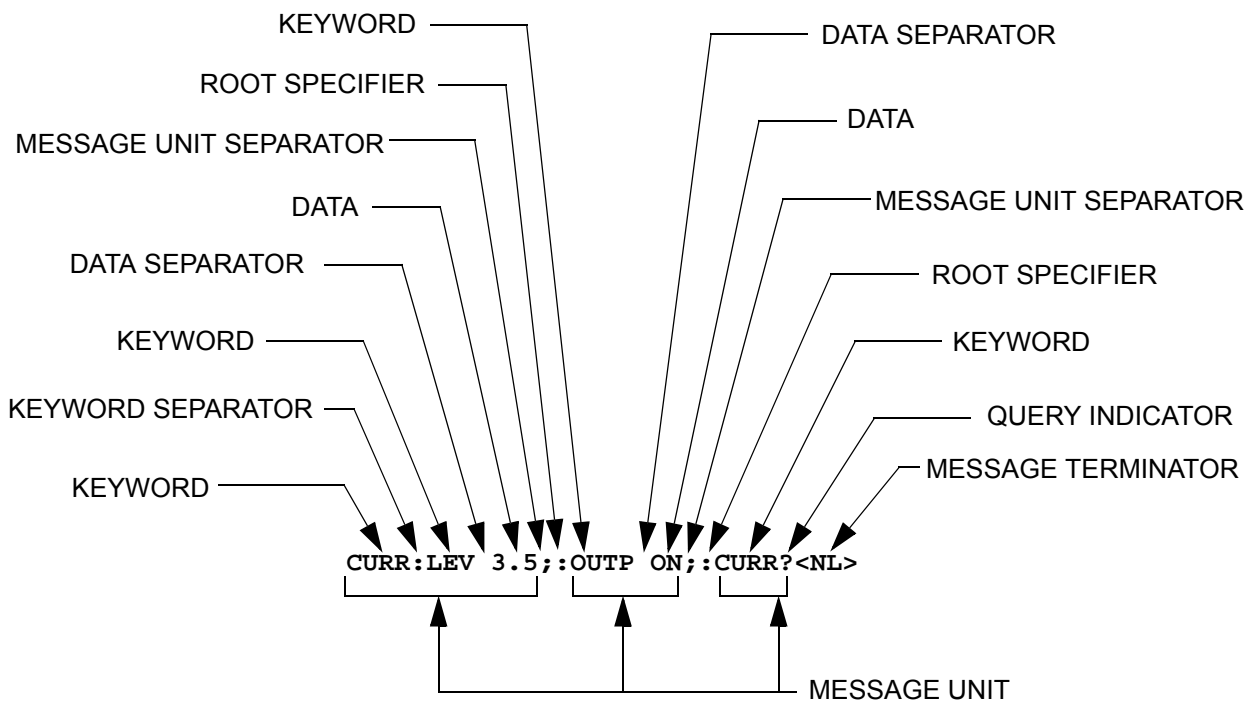 KEYWORD
DATA SEPARATOR
ROOT SPECIFIER
DATA
MESSAGE UNIT SEPARATOR
DATA
MESSAGE UNIT SEPARATOR
DATA SEPARATOR
ROOT SPECIFIER
KEYWORD
KEYWORD
KEYWORD SEPARATOR
QUERY INDICATOR
KEYWORD
MESSAGE TERMINATOR
CURR:LEV 3.5;:OUTP ON;:CURR?<NL>
MESSAGE UNIT